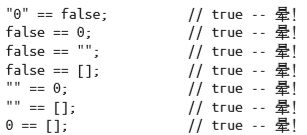 "0" == false;          // true -- 晕!
false == 0;            // true -- 晕!
false == "";           // true -- 晕!
false == [];           // true -- 晕!
"" == 0;               // true -- 晕!
"" == [];              // true -- 晕!
0 == [];               // true -- 晕!